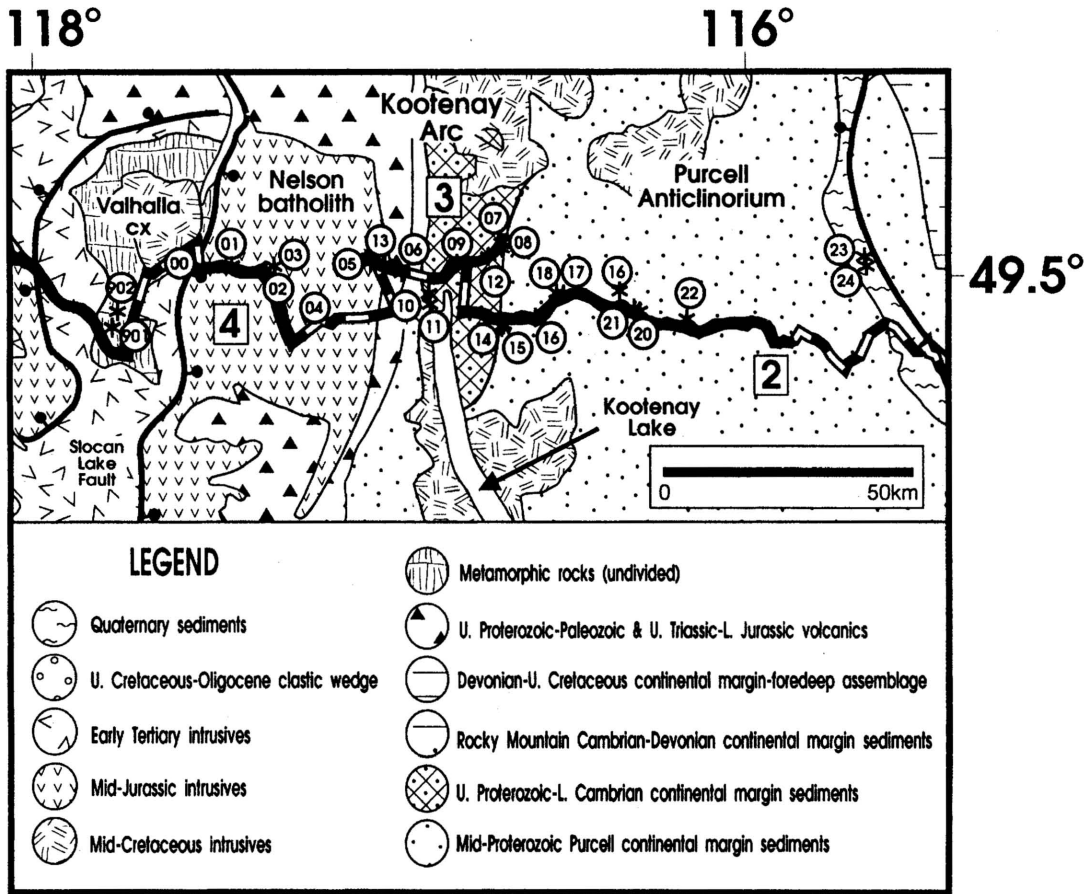 118°
116°
49.5°
Kootenay
Arc
3
Purcell
Anticlinorium
Nelson
batholith
Valhalla
cx
07
01
13
06
09
08
00
03
05
23
902
02
12
18
17
16
24
04
10
22
901
4
11
21
20
14
15
16
2
Kootenay
Lake
Slocan
Lake
Fault
0
50km
LEGEND
Quaternary sediments
U. Cretaceous-Oligocene clastic wedge
Early Tertiary intrusives
Mid-Jurassic intrusives
Mid-Cretaceous intrusives
Metamorphic rocks (undivided)
U. Proterozoic-Paleozoic & U. Triassic-L. Jurassic volcanics
Devonian-U. Cretaceous continental margin-foredeep assemblage
Rocky Mountain Cambrian-Devonian continental margin sediments
U. Proterozoic-L. Cambrian continental margin sediments
Mid-Proterozoic Purcell continental margin sediments